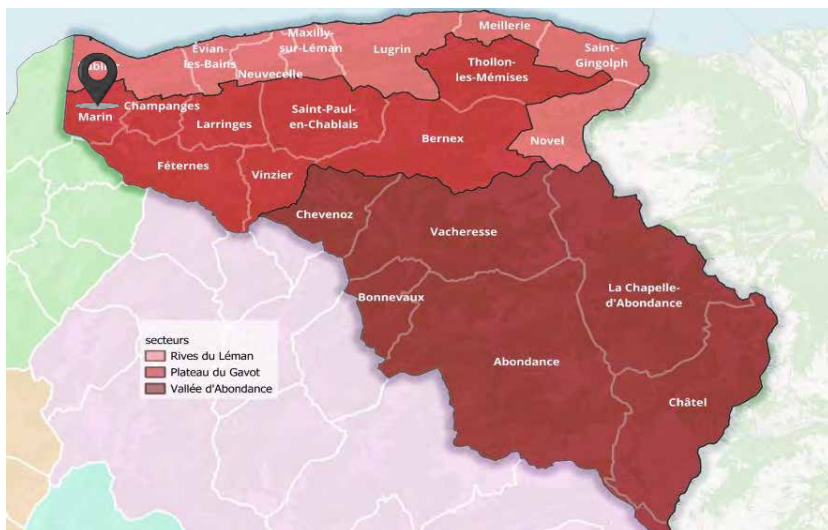 Meillerie
Maxilly-
sur-Léman
Évian-
les-Bains
Lugrin
Saint-
Gingolph
Neuvecelle
Thollon-
les-Mémises
Champanges
Marin
Larringes
Saint-Paul-
en-Chablais
Bernex
Novel
Féternes
Vinzier
Chevenoz
Vacheresse
Bonnevaux
La Chapelle-
d'Abondance
Abondance
Châtel
secteurs
Rives du Léman
Plateau du Gavot
Vallée d'Abondance